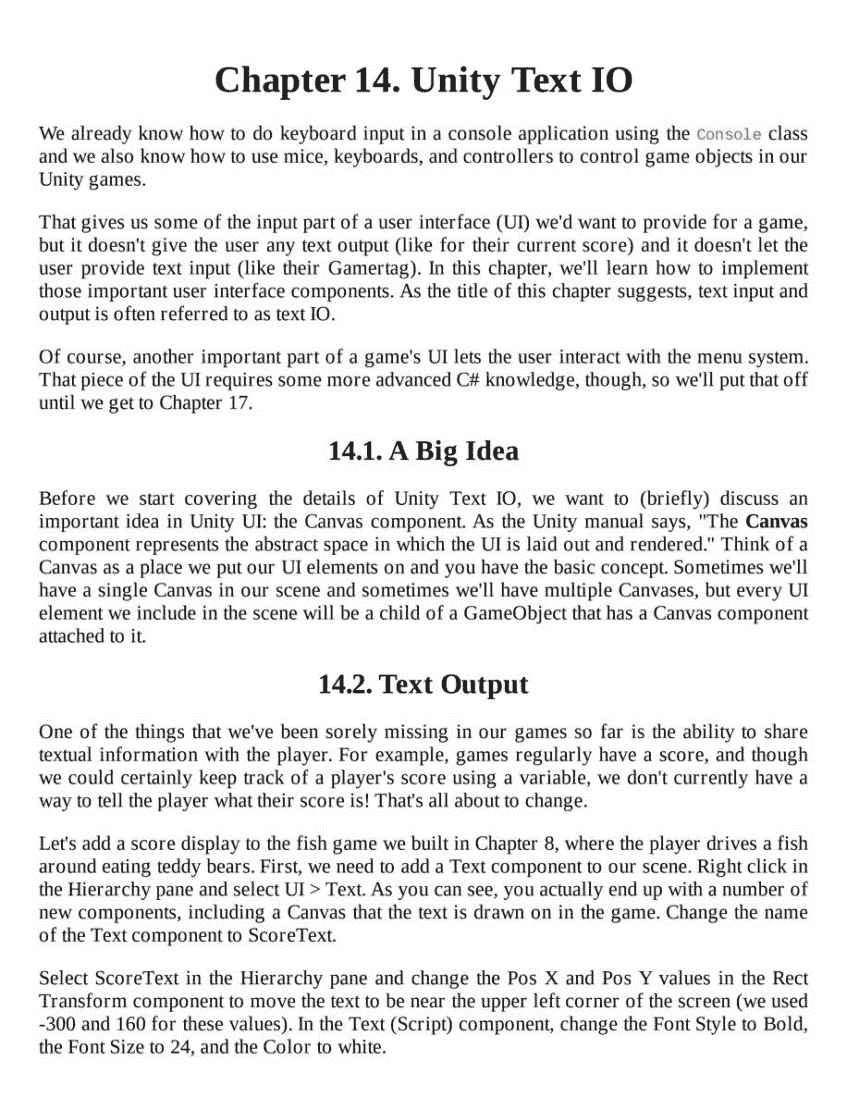 Chapter 14. Unity Text IO
We already know how to do keyboard input in a console application using the Console class
and we also know how to use mice, keyboards, and controllers to control game objects in our
Unity games.
That gives us some of the input part of a user interface (UI) we'd want to provide for a game,
but it doesn't give the user any text output (like for their current score) and it doesn't let the
user provide text input (like their Gamertag). In this chapter, we'll learn how to implement
those important user interface components. As the title of this chapter suggests, text input and
output is often referred to as text IO.
Of course, another important part of a game's UI lets the user interact with the menu system.
That piece of the UI requires some more advanced C# knowledge, though, so we'll put that off
until we get to Chapter 17.
14.1. A Big Idea
Before we start covering the details of Unity Text IO, we want to (briefly) discuss an
important idea in Unity UI: the Canvas component. As the Unity manual says, "The Canvas
component represents the abstract space in which the UI is laid out and rendered." Think of a
Canvas as a place we put our UI elements on and you have the basic concept. Sometimes we'll
have a single Canvas in our scene and sometimes we'll have multiple Canvases, but every UI
element we include in the scene will be a child of a GameObject that has a Canvas component
attached to it.
14.2. Text Output
One of the things that we've been sorely missing in our games so far is the ability to share
textual information with the player. For example, games regularly have a score, and though
we could certainly keep track of a player's score using a variable, we don't currently have a
way to tell the player what their score is! That's all about to change.
Let's add a score display to the fish game we built in Chapter 8, where the player drives a fish
around eating teddy bears. First, we need to add a Text component to our scene. Right click in
the Hierarchy pane and select UI > Text. As you can see, you actually end up with a number of
new components, including a Canvas that the text is drawn on in the game. Change the name
of the Text component to ScoreText.
Select ScoreText in the Hierarchy pane and change the Pos X and Pos Y values in the Rect
Transform component to move the text to be near the upper left corner of the screen (we used
-300 and 160 for these values). In the Text (Script) component, change the Font Style to Bold,
the Font Size to 24, and the Color to white.